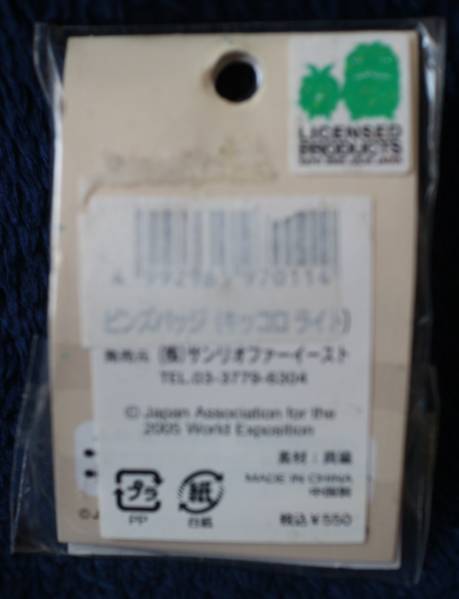 LICENSED
PRODUCTS
ピンズバッジ (キッコロ ライト)
販売元 (株)サンリオファーイースト
TEL.03-3779-6304
© Japan Association for the
2005 World Exposition
素材:真鍮
MADE IN CHINA
中国製
プラ
紙
PP
台紙
税込¥550
©J